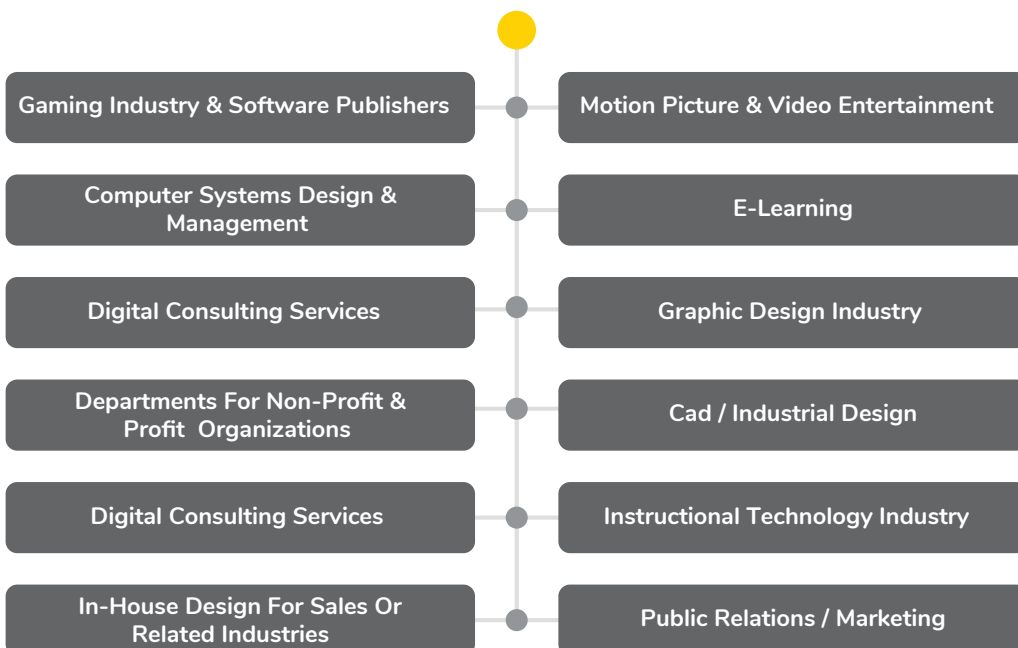 Gaming Industry & Software Publishers
Motion Picture & Video Entertainment
Computer Systems Design &
Management
E-Learning
Digital Consulting Services
Graphic Design Industry
Departments For Non-Profit &
Profit  Organizations
Cad / Industrial Design
Digital Consulting Services
Instructional Technology Industry
In-House Design For Sales Or
Related Industries
Public Relations / Marketing